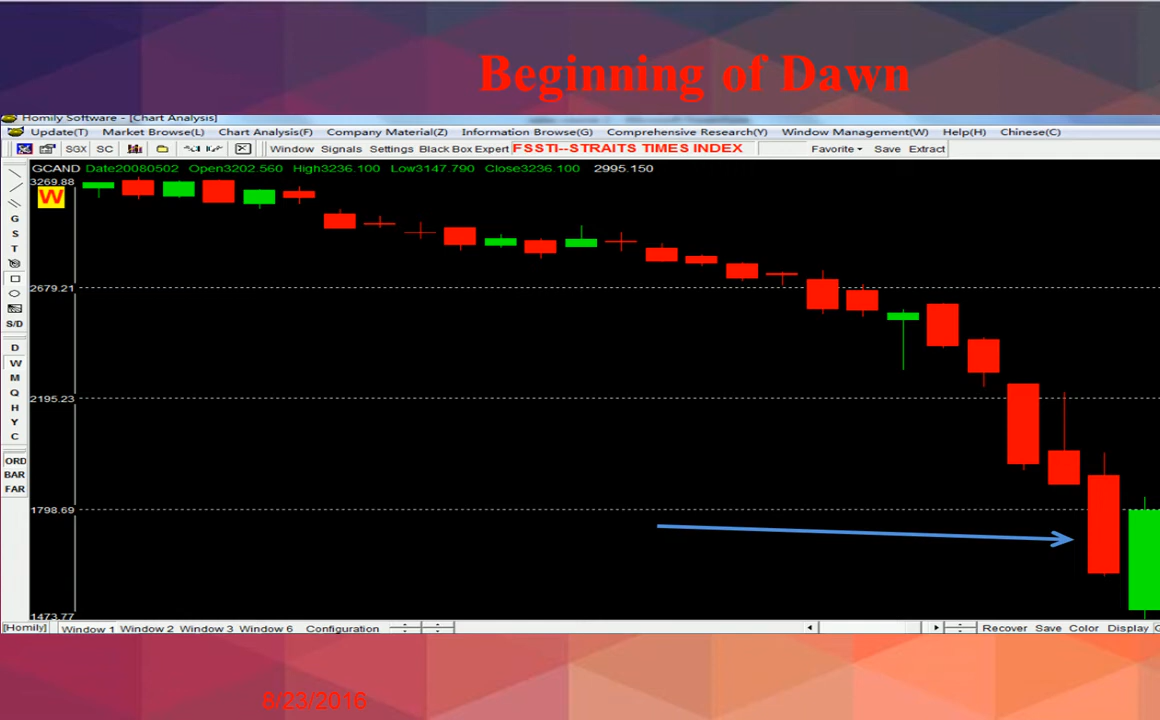 Beginning of Dawn
Homily Software - [Chart Analysis]
Update(T) Market Browse(L) Chart Analysis(F) Company Material(Z) Information Browse(G) Comprehensive Research(Y) Window Management(W) Help(H) Chinese(C)
SGX SC Window Signals Settings Black Box Expert FSSTI--STRAITS TIMES INDEX Favorite Save Extract
GCAND Date20080502 Open3202.560 High3236.100 Low3147.790 Close3236.100 2995.150
3269.88
W
G
S
T
S/D
2679.21
D
W
M
Q
2195.23
H
Y
C
ORD
BAR
FAR
1798.69
1473.77
[Homily] Window 1 Window 2 Window 3 Window 6 Configuration Recover Save Color Display
8/23/2016